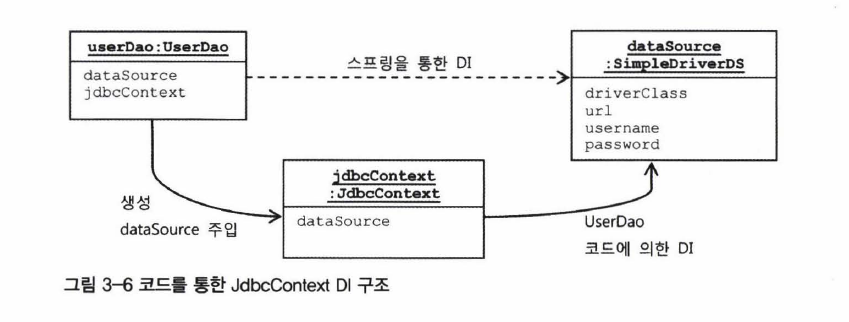 userDao:UserDao
dataSource
jdbcContext
스프링을 통한 DI
dataSource
:SimpleDriverDS
driverClass
url
username
password
생성
dataSource 주입
jdbcContext
:JdbcContext
dataSource
UserDao
코드에 의한 DI
그림 3-6 코드를 통한 JdbcContext DI 구조